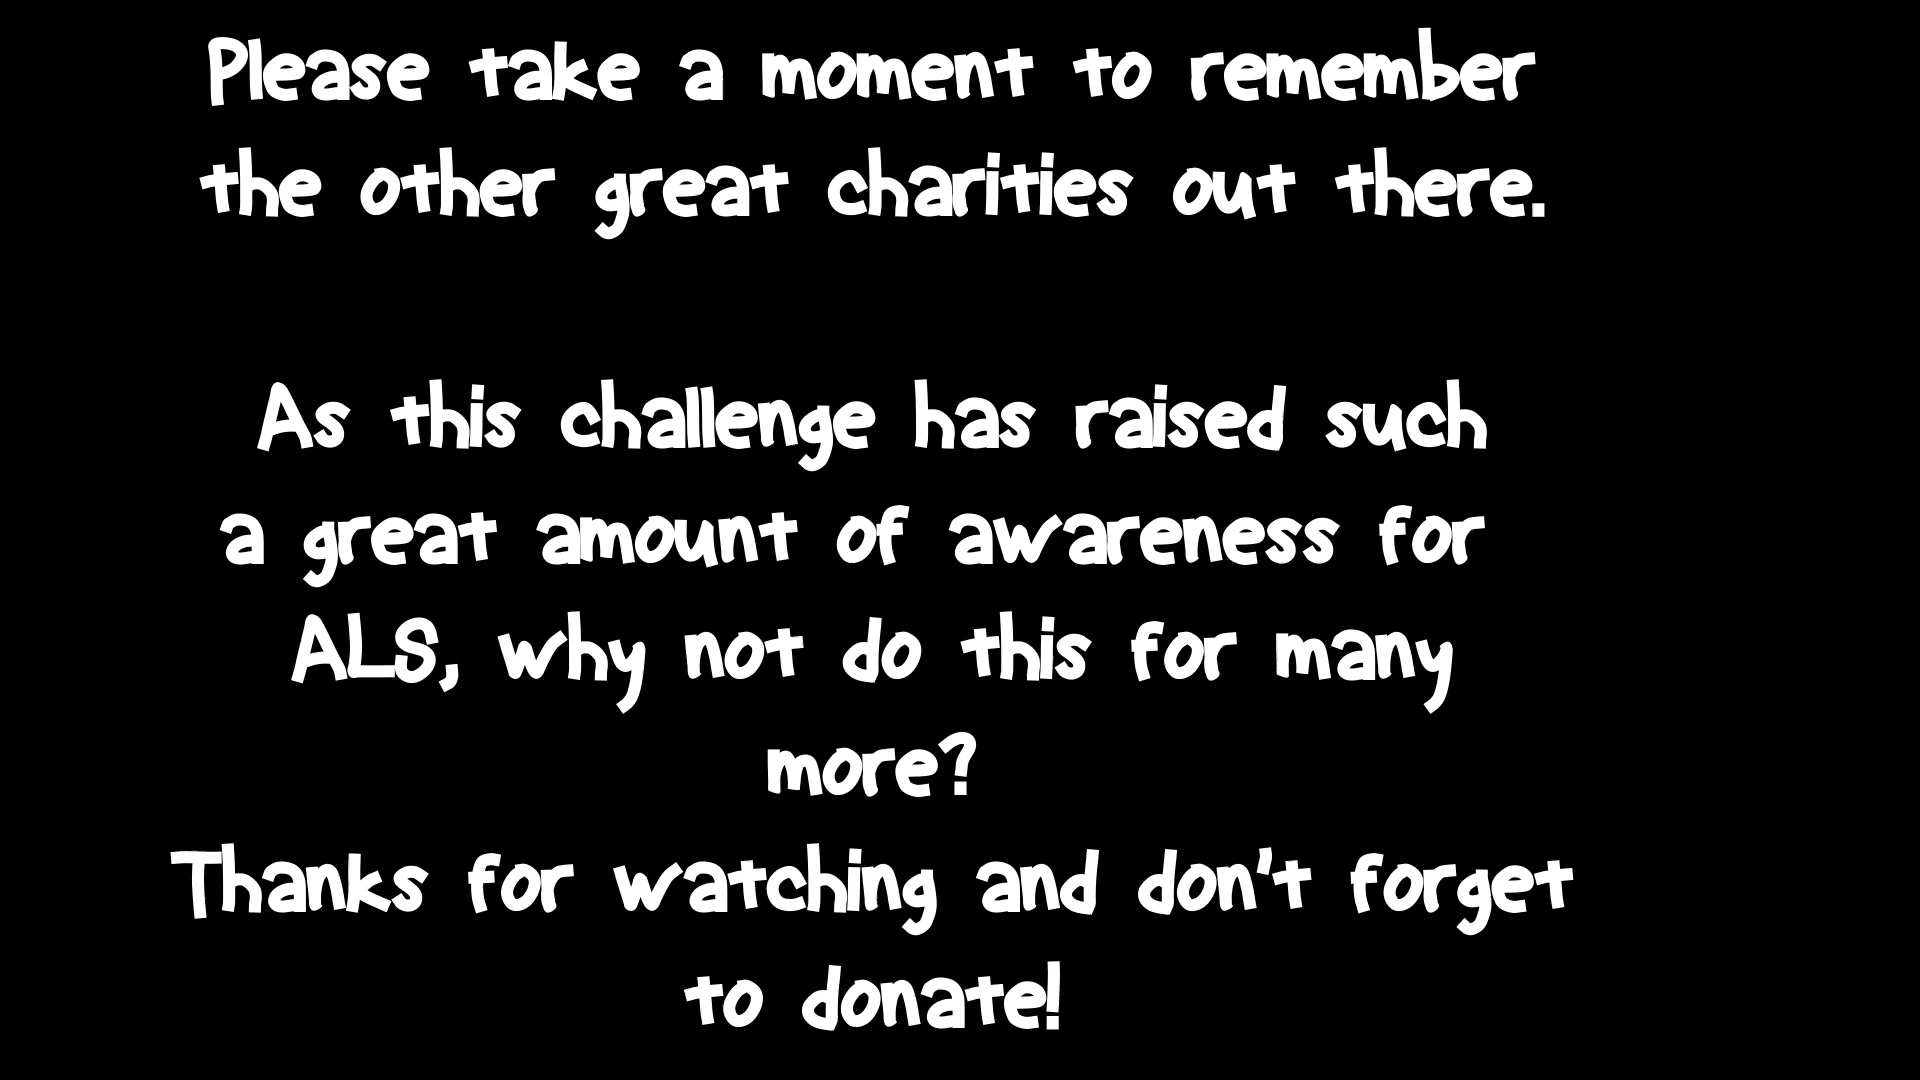 Please take a moment to remember
the other great charities out there.
As this challenge has raised such
a great amount of awareness for
ALS, why not do this for many
more?
Thanks for watching and don't forget
to donate!